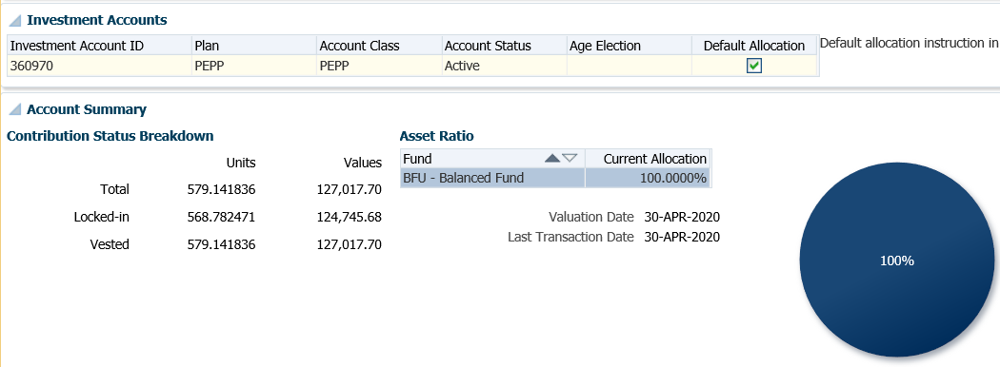 Investment Accounts
Investment Account ID Plan Account Class Account Status Age Election Default Allocation Default allocation instruction in
360970 PEPP PEPP Active
Account Summary
Contribution Status Breakdown
Units Values
Total 579.141836 127,017.70
Locked-in 568.782471 124,745.68
Vested 579.141836 127,017.70
Asset Ratio
Fund Current Allocation
BFU - Balanced Fund 100.0000%
Valuation Date 30-APR-2020
Last Transaction Date 30-APR-2020
100%